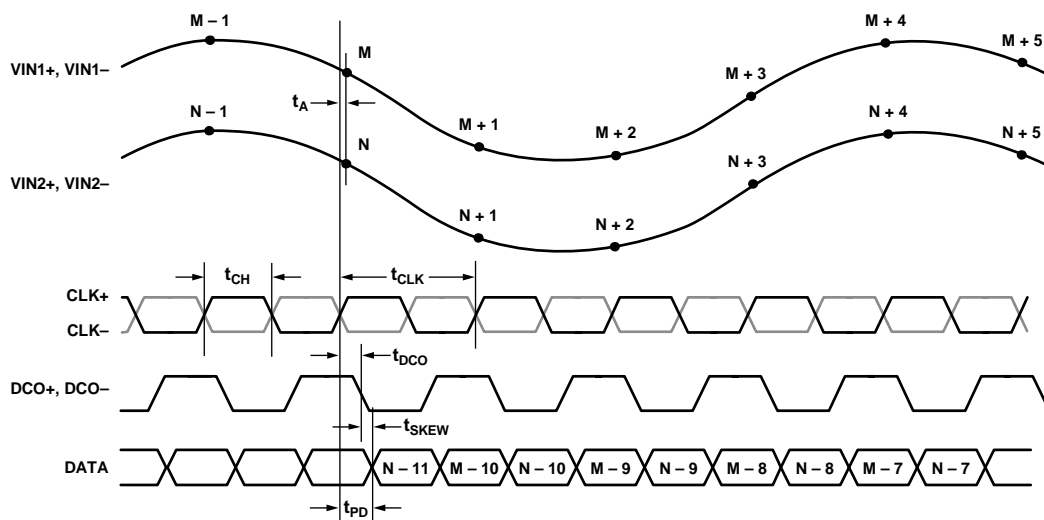 M – 1
M
M + 1
M + 2
M + 3
M + 4
M + 5
VIN1+, VIN1–
tA
N – 1
N
N + 1
N + 2
N + 3
N + 4
N + 5
VIN2+, VIN2–
tCH
tCLK
CLK+
CLK–
tDCO
DCO+, DCO–
tSKEW
DATA
N – 11 M – 10 N – 10 M – 9 N – 9 M – 8 N – 8 M – 7 N – 7
tPD